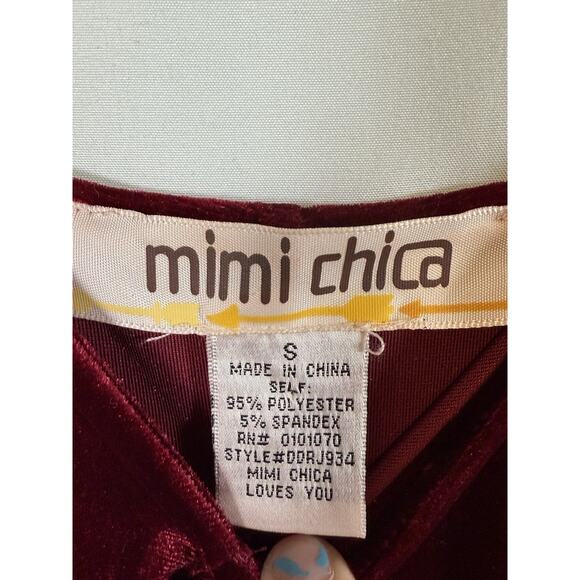 mimi chica
S
MADE IN CHINA
SELF:
95% POLYESTER
5% SPANDEX
RN# 0101070
STYLE#DDRJ934
MIMI CHICA
LOVES YOU